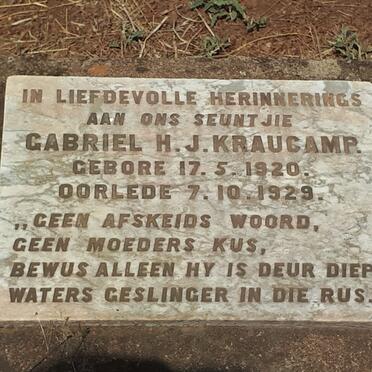 IN LIEFDEVOLLE HERINNERINGS
AAN ONS SEUNTJIE
GABRIEL H.J. KRAUCAMP.
GEBORE 17.5.1920.
OORLEDE 7.10.1929.
,,GEEN AFSKEIDS WOORD,
GEEN MOEDERS KUS,
BEWUS ALLEEN HY IS DEUR DIEP
WATERS GESLINGER IN DIE RUS.